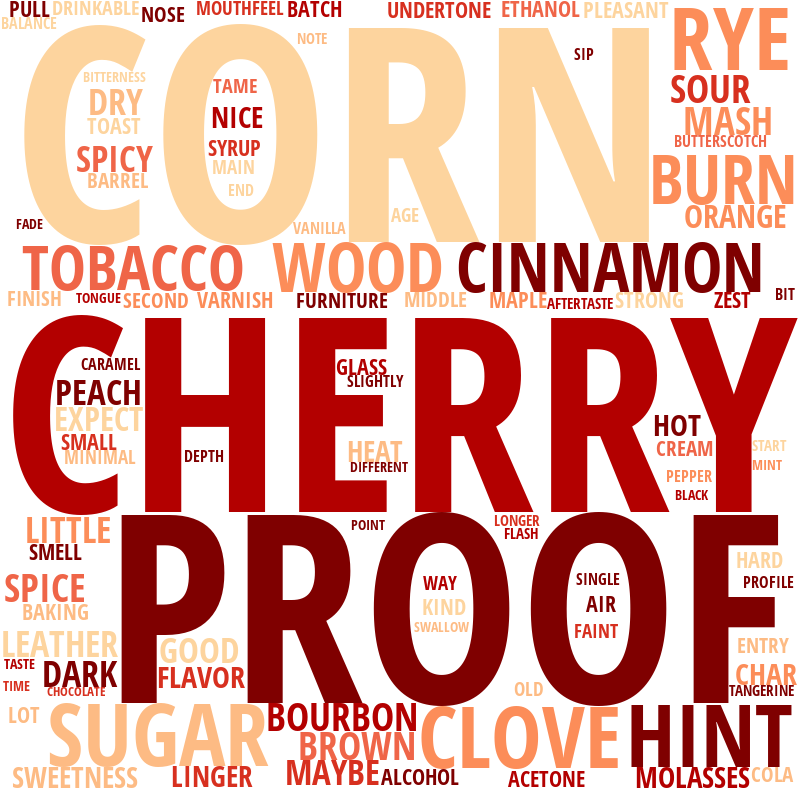 PULL DRINKABLE NOSE MOUTHFEEL BATCH UNDERTONE ETHANOL PLEASANT
BALANCE
CORN
NOTE
SIP
RYE
BITTERNESS
TAME
SOUR
DRY
NICE
MASH
TOAST
BUTTERSCOTCH
SPICY
SYRUP
MAIN
BURN
BARREL
END
AGE
ORANGE
FADE
VANILLA
TOBACCO WOOD CINNAMON
FINISH TONGUE SECOND VARNISH FURNITURE MIDDLE MAPLE AFTERTASTE STRONG ZEST BIT
CHERRY
CARAMEL
GLASS
SLIGHTLY
PEACH
EXPECT
HOT
SMALL
CREAM
START
MINIMAL
DEPTH
HEAT
DIFFERENT
MINT
PEPPER
BLACK
PROOF
LITTLE
POINT
LONGER
FLASH
SMELL
HARD
SPICE
WAY
SINGLE
PROFILE
BAKING
KIND
AIR
SWALLOW
FAINT
LEATHER
GOOD
ENTRY
TASTE
DARK
FLAVOR
CHAR
TIME
CHOCOLATE
OLD
TANGERINE
LOT
SUGAR
BOURBON
CLOVE
HINT
BROWN
SWEETNESS
LINGER
MAYBE
ALCOHOL
ACETONE
MOLASSES
COLA